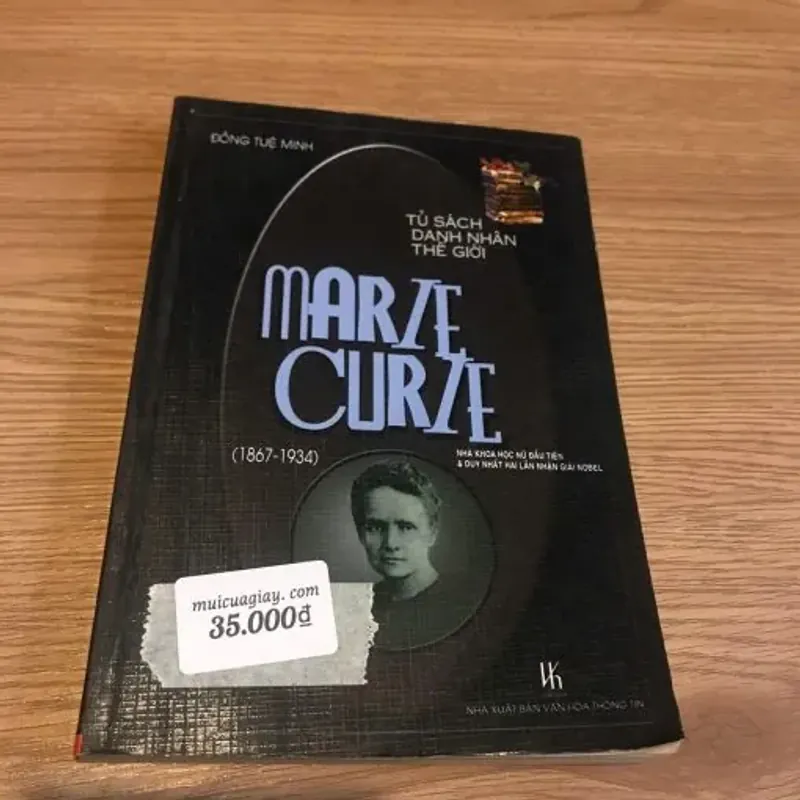 ĐỒNG TUỆ MINH
TỦ SÁCH
DANH NHÂN
THẾ GIỚI
MARIE
CURIE
(1867-1934)
NHÀ KHOA HỌC NỮ ĐẦU TIÊN
& DUY NHẤT HAI LẦN NHẬN GIẢI NOBEL
muicuagiay.com
35.000₫
NHÀ XUẤT BẢN VĂN HÓA THÔNG TIN